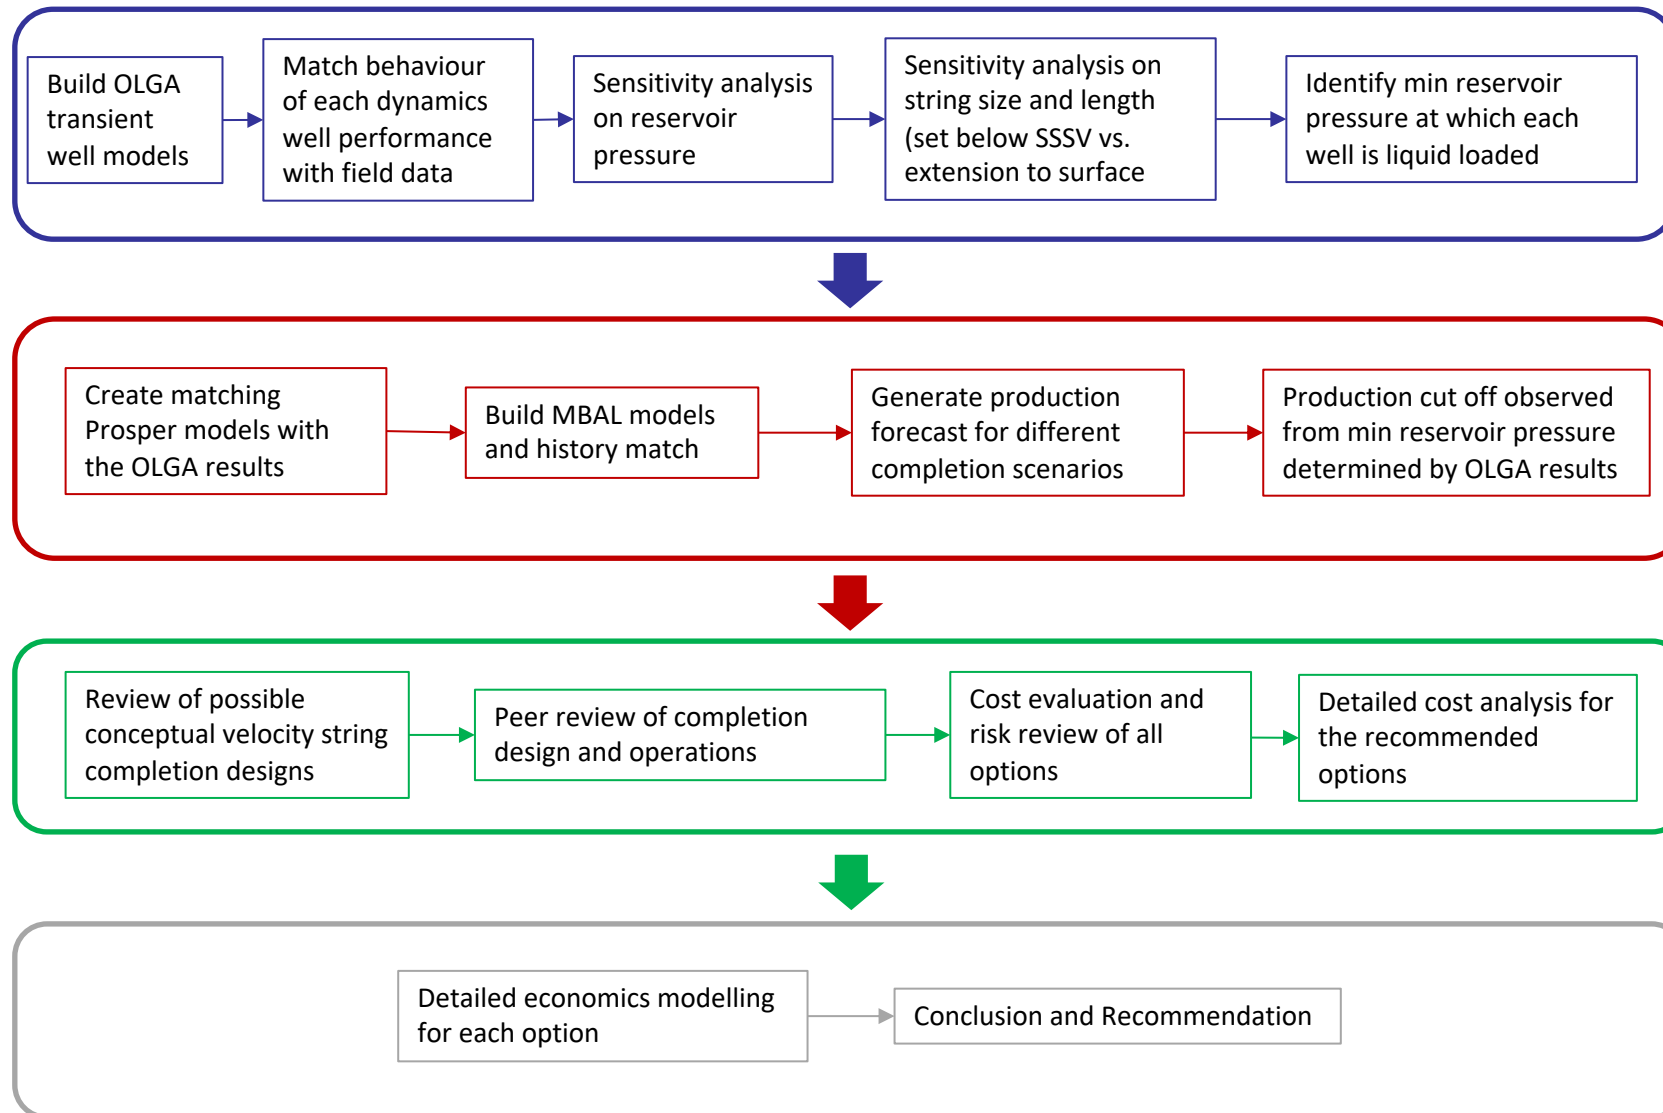 Build OLGA
transient
well models
Match behaviour
of each dynamics
well performance
with field data
Sensitivity analysis
on reservoir
pressure
Sensitivity analysis on
string size and length
(set below SSSV vs.
extension to surface
Identify min reservoir
pressure at which each
well is liquid loaded
Create matching
Prosper models with
the OLGA results
Build MBAL models
and history match
Generate production
forecast for different
completion scenarios
Production cut off observed
from min reservoir pressure
determined by OLGA results
Review of possible
conceptual velocity string
completion designs
Peer review of completion
design and operations
Cost evaluation and
risk review of all
options
Detailed cost analysis for
the recommended
options
Detailed economics modelling
for each option
Conclusion and Recommendation